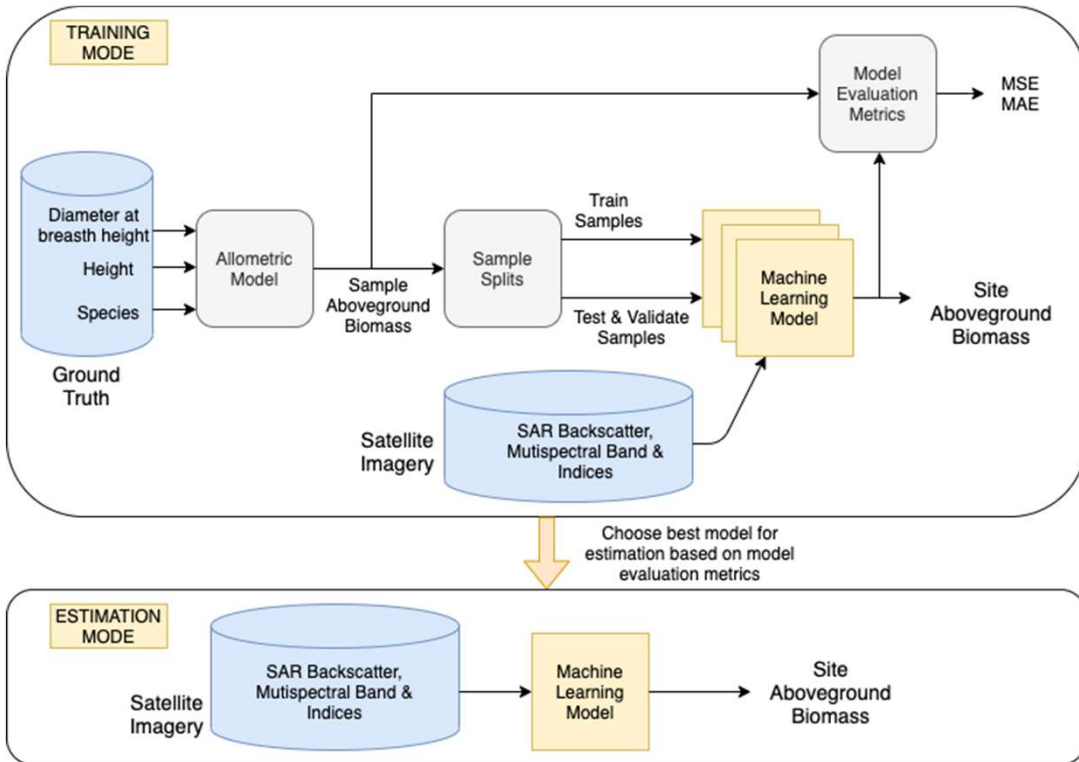 TRAINING
MODE
Model
Evaluation
Metrics
MSE
MAE
Diameter at
breasth height
Height
Species
Ground
Truth
Allometric
Model
Sample
Aboveground
Biomass
Sample
Splits
Train
Samples
Test & Validate
Samples
Machine
Learning
Model
Site
Aboveground
Biomass
Satellite
Imagery
SAR Backscatter,
Mutispectral Band &
Indices
Choose best model for
estimation based on model
evaluation metrics
ESTIMATION
MODE
Satellite
Imagery
SAR Backscatter,
Mutispectral Band &
Indices
Machine
Learning
Model
Site
Aboveground
Biomass